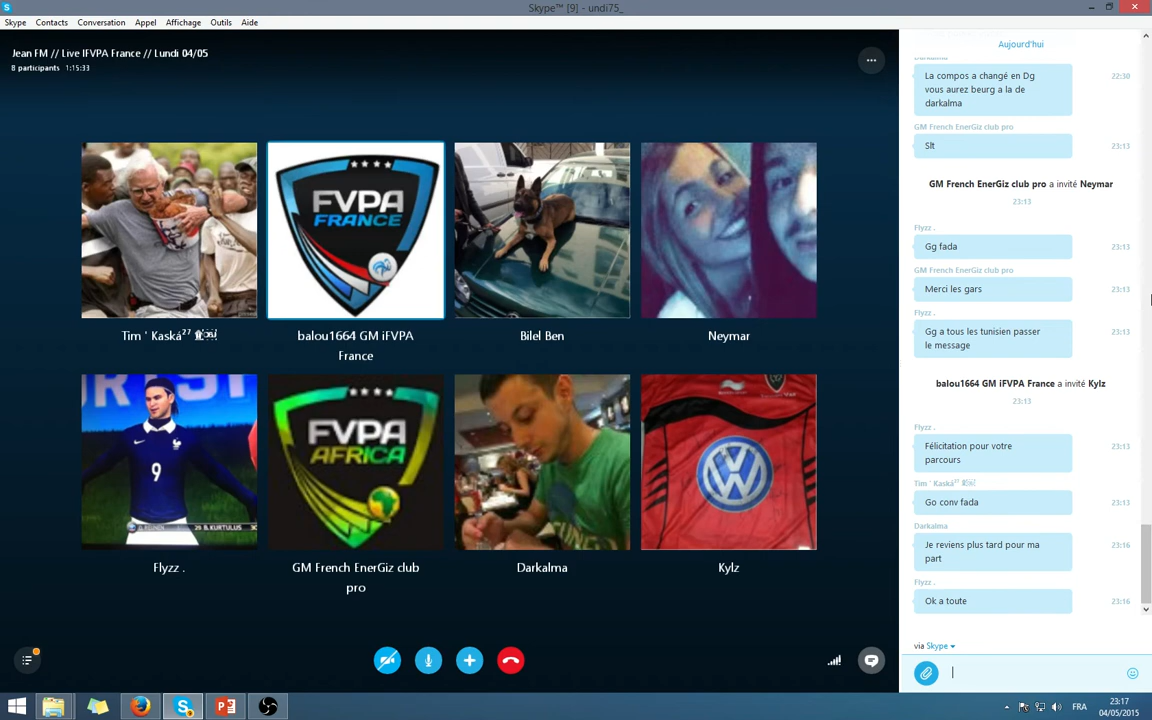 Skype™ [9] - undi75_
Skype Contacts Conversation Appel Affichage Outils Aide
Jean FM // Live IFVPA France // Lundi 04/05
8 participants 1:15:33
FVPA
FRANCE
Tim ' Kaská²⁷
balou1664 GM iFVPA
France
Bilel Ben
Neymar
9
29 B.KURTULUS
FVPA
AFRICA
Flyzz .
GM French EnerGiz club
pro
Darkalma
Kylz
Aujourd'hui
Darkalma
La compos a changé en Dg
vous aurez beurg a la de
darkalma
22:30
GM French EnerGiz club pro
Slt
23:13
GM French EnerGiz club pro a invité Neymar
23:13
Flyzz .
Gg fada
23:13
GM French EnerGiz club pro
Merci les gars
23:13
Flyzz .
Gg a tous les tunisien passer
le message
23:13
balou1664 GM iFVPA France a invité Kylz
23:13
Flyzz .
Félicitation pour votre
parcours
23:13
Tim ' Kaská²⁷
Go conv fada
23:13
Darkalma
Je reviens plus tard pour ma
part
23:16
Flyzz .
Ok a toute
23:16
via Skype
FRA
23:17
04/05/2015